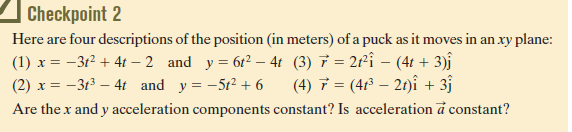 Checkpoint 2
Here are four descriptions of the position (in meters) of a puck as it moves in an xy plane:
(1) x = −3t² + 4t − 2 and y = 6t² − 4t (3) r⃗ = 2t²î − (4t + 3)ĵ
(2) x = −3t³ − 4t and y = −5t² + 6 (4) r⃗ = (4t³ − 2t)î + 3ĵ
Are the x and y acceleration components constant? Is acceleration a⃗ constant?